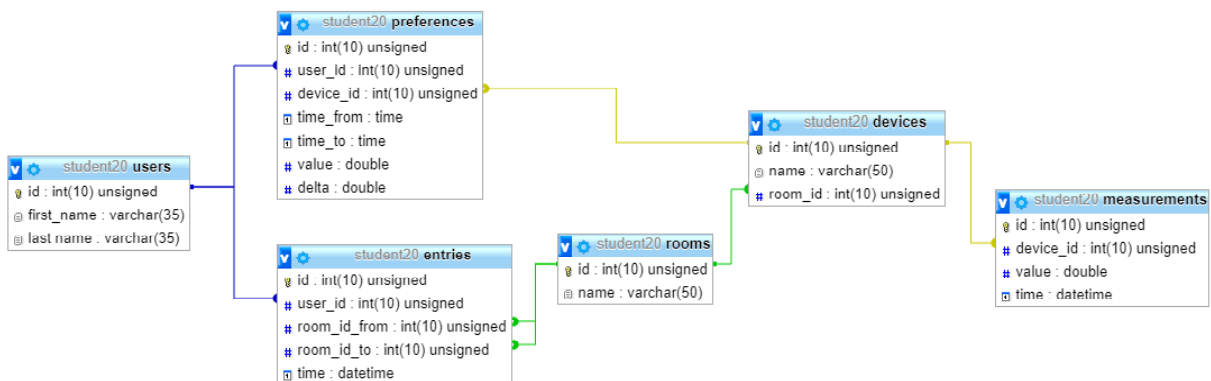 student20 preferences
id : int(10) unsigned
user_id : int(10) unsigned
device_id : int(10) unsigned
time_from : time
time_to : time
value : double
delta : double
student20 users
id : int(10) unsigned
first_name : varchar(35)
last name : varchar(35)
student20 entries
id : int(10) unsigned
user_id : int(10) unsigned
room_id_from : int(10) unsigned
room_id_to : int(10) unsigned
time : datetime
student20 rooms
id : int(10) unsigned
name : varchar(50)
student20 devices
id : int(10) unsigned
name : varchar(50)
room_id : int(10) unsigned
student20 measurements
id : int(10) unsigned
device_id : int(10) unsigned
value : double
time : datetime